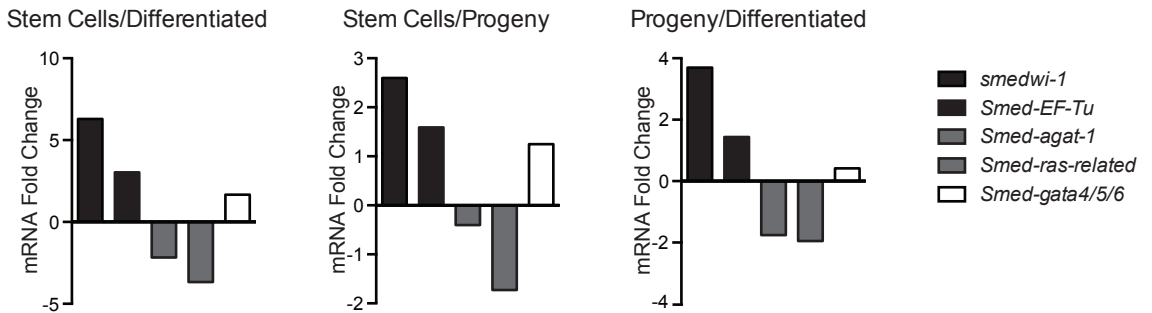 Stem Cells/Differentiated
Stem Cells/Progeny
Progeny/Differentiated
mRNA Fold Change
10
5
0
-5
mRNA Fold Change
3
2
1
0
-1
-2
mRNA Fold Change
4
2
0
-2
-4
smedwi-1
Smed-EF-Tu
Smed-agat-1
Smed-ras-related
Smed-gata4/5/6